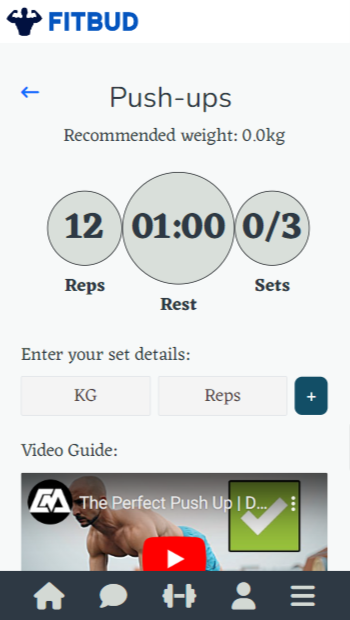 FITBUD
Push-ups
Recommended weight: 0.0kg
12 01:00 0/3
Reps Rest Sets
Enter your set details:
KG Reps +
Video Guide:
The Perfect Push Up | D...